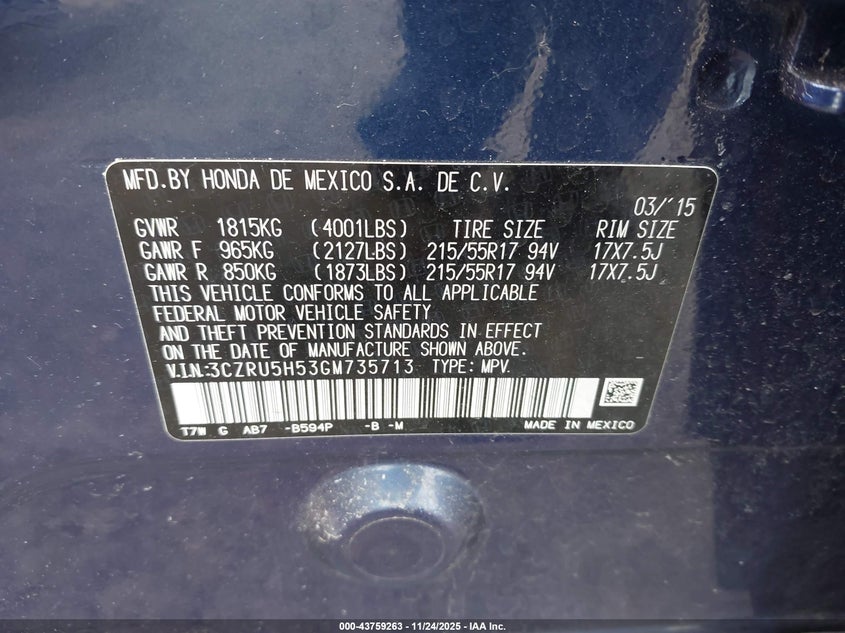 MFD.BY HONDA DE MEXICO S.A. DE C.V.
03/'15
GVWR 1815KG (4001LBS) TIRE SIZE RIM SIZE
GAWR F 965KG (2127LBS) 215/55R17 94V 17X7.5J
GAWR R 850KG (1873LBS) 215/55R17 94V 17X7.5J
THIS VEHICLE CONFORMS TO ALL APPLICABLE
FEDERAL MOTOR VEHICLE SAFETY
AND THEFT PREVENTION STANDARDS IN EFFECT
ON THE DATE OF MANUFACTURE SHOWN ABOVE.
V.I.N.:3CZRU5H53GM735713 TYPE: MPV.
T7W G AB7 -B594P -B -M MADE IN MEXICO
000-43759263 - 11/24/2025 - IAA Inc.